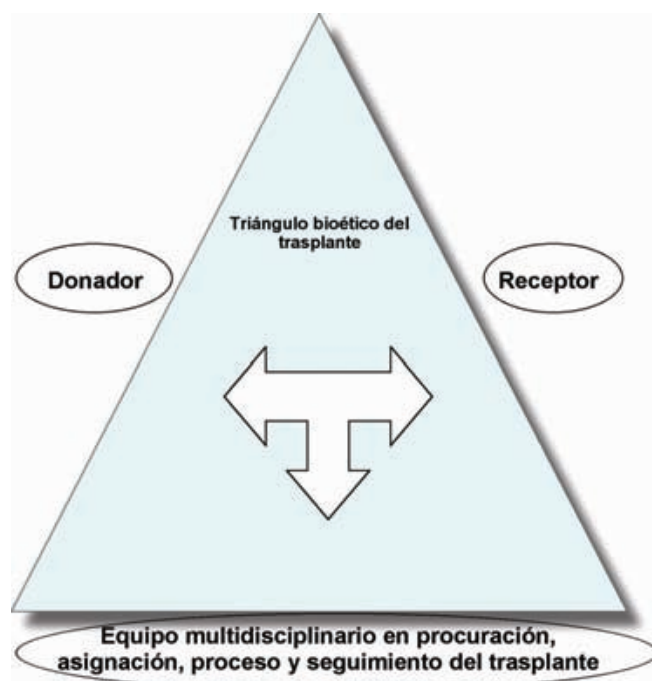 Triángulo bioético del
trasplante
Donador
Receptor
Equipo multidisciplinario en procuración,
asignación, proceso y seguimiento del trasplante